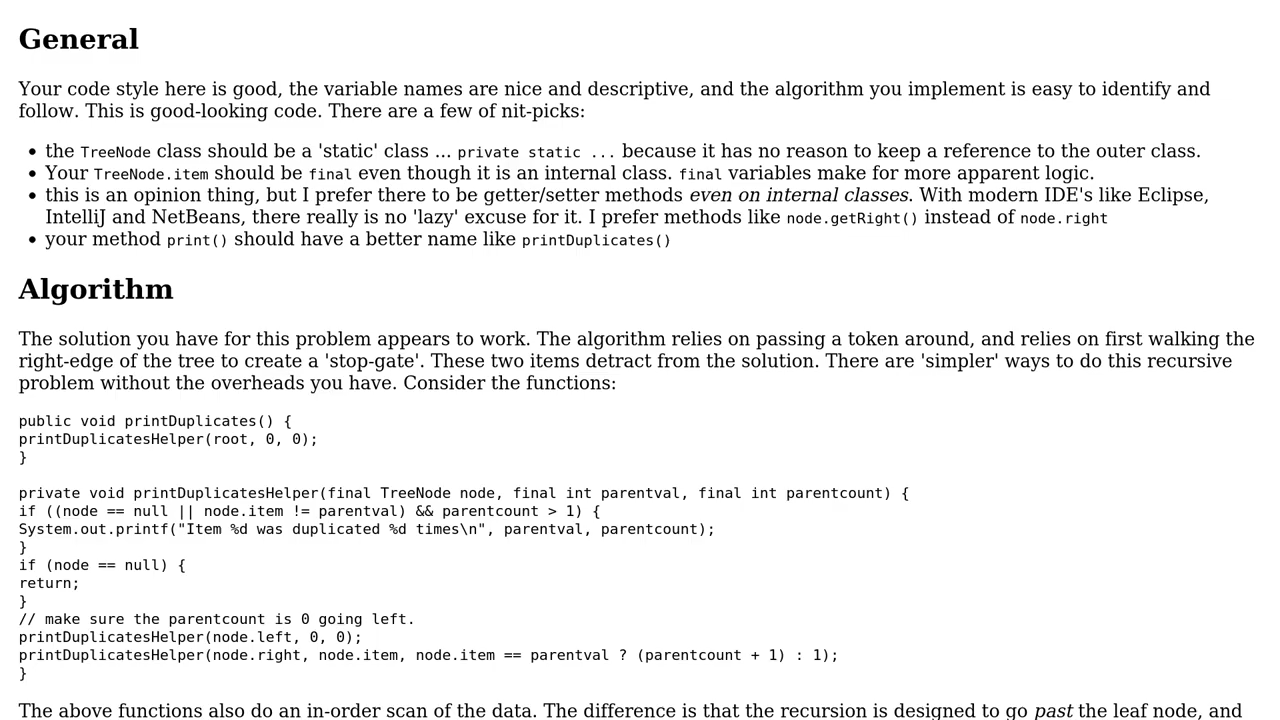 General
Your code style here is good, the variable names are nice and descriptive, and the algorithm you implement is easy to identify and
follow. This is good-looking code. There are a few of nit-picks:
• the TreeNode class should be a 'static' class ... private static ... because it has no reason to keep a reference to the outer class.
• Your TreeNode.item should be final even though it is an internal class. final variables make for more apparent logic.
• this is an opinion thing, but I prefer there to be getter/setter methods even on internal classes. With modern IDE's like Eclipse,
IntelliJ and NetBeans, there really is no 'lazy' excuse for it. I prefer methods like node.getRight() instead of node.right
• your method print() should have a better name like printDuplicates()
Algorithm
The solution you have for this problem appears to work. The algorithm relies on passing a token around, and relies on first walking the
right-edge of the tree to create a 'stop-gate'. These two items detract from the solution. There are 'simpler' ways to do this recursive
problem without the overheads you have. Consider the functions:
public void printDuplicates() {
printDuplicatesHelper(root, 0, 0);
}
private void printDuplicatesHelper(final TreeNode node, final int parentval, final int parentcount) {
if ((node == null || node.item != parentval) && parentcount > 1) {
System.out.printf("Item %d was duplicated %d times\n", parentval, parentcount);
}
if (node == null) {
return;
}
// make sure the parentcount is 0 going left.
printDuplicatesHelper(node.left, 0, 0);
printDuplicatesHelper(node.right, node.item, node.item == parentval ? (parentcount + 1) : 1);
}
The above functions also do an in-order scan of the data. The difference is that the recursion is designed to go past the leaf node, and